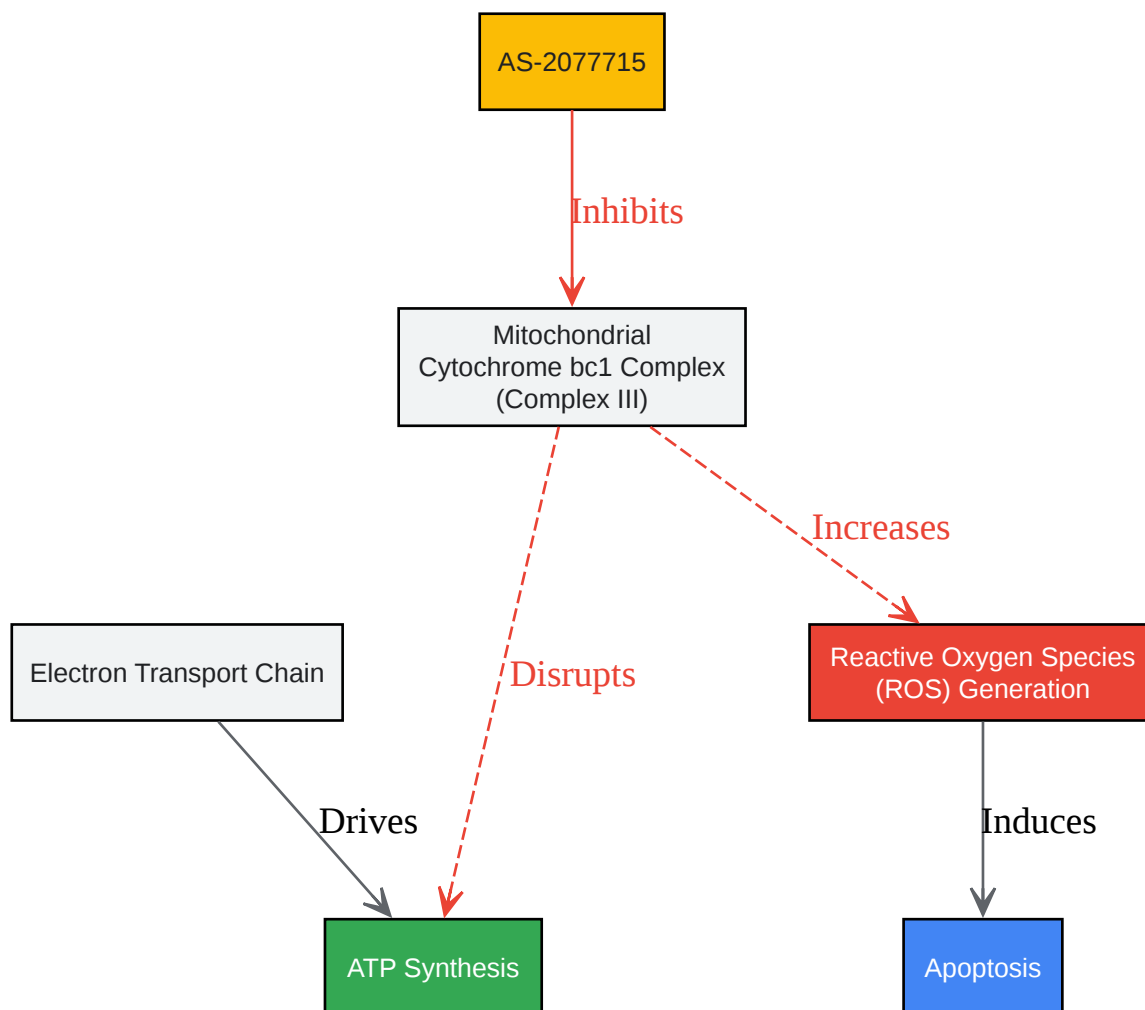 AS-2077715
Inhibits
Mitochondrial
Cytochrome bc1 Complex
(Complex III)
Increases
Electron Transport Chain
Disrupts
Reactive Oxygen Species
(ROS) Generation
Drives
Induces
ATP Synthesis
Apoptosis